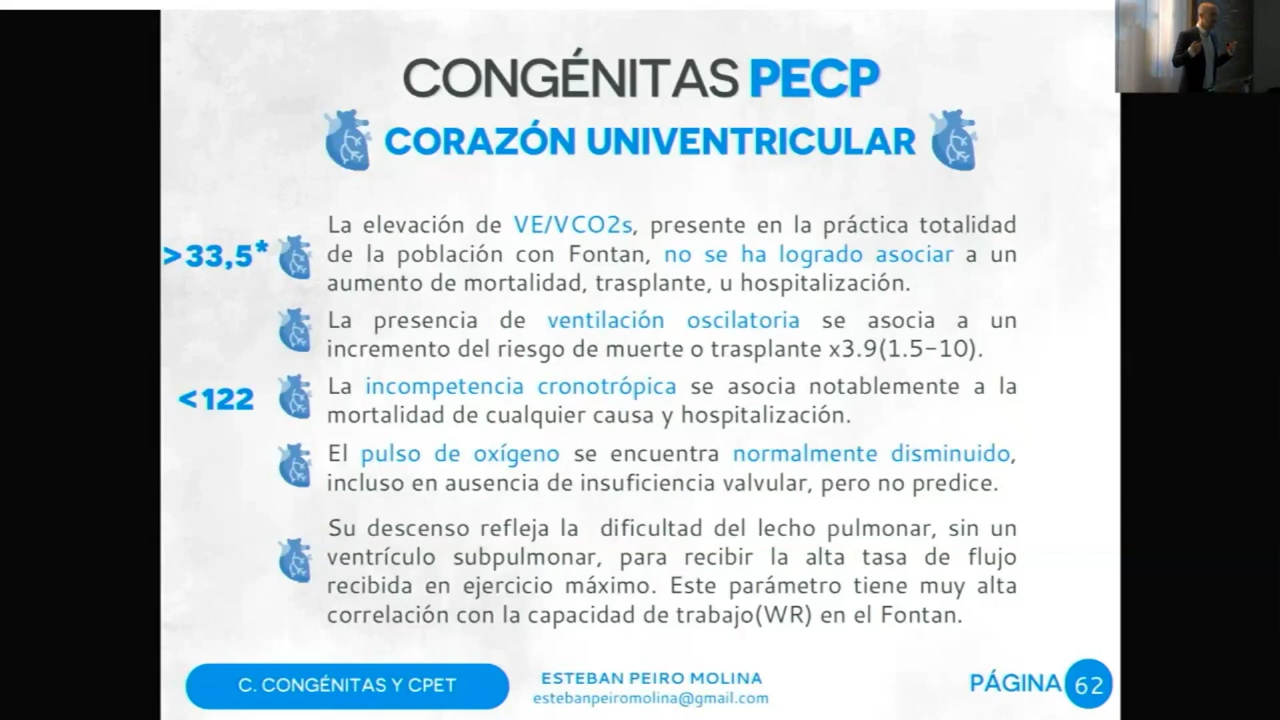 CONGÉNITAS PECP
CORAZÓN UNIVENTRICULAR
>33,5*
La elevación de VE/VCO2s, presente en la práctica totalidad
de la población con Fontan, no se ha logrado asociar a un
aumento de mortalidad, trasplante, u hospitalización.
La presencia de ventilación oscilatoria se asocia a un
incremento del riesgo de muerte o trasplante x3.9(1.5-10).
<122
La incompetencia cronotrópica se asocia notablemente a la
mortalidad de cualquier causa y hospitalización.
El pulso de oxígeno se encuentra normalmente disminuido,
incluso en ausencia de insuficiencia valvular, pero no predice.
Su descenso refleja la dificultad del lecho pulmonar, sin un
ventrículo subpulmonar, para recibir la alta tasa de flujo
recibida en ejercicio máximo. Este parámetro tiene muy alta
correlación con la capacidad de trabajo(WR) en el Fontan.
C. CONGÉNITAS Y CPET
ESTEBAN PEIRO MOLINA
estebanpeiromolina@gmail.com
PÁGINA 62